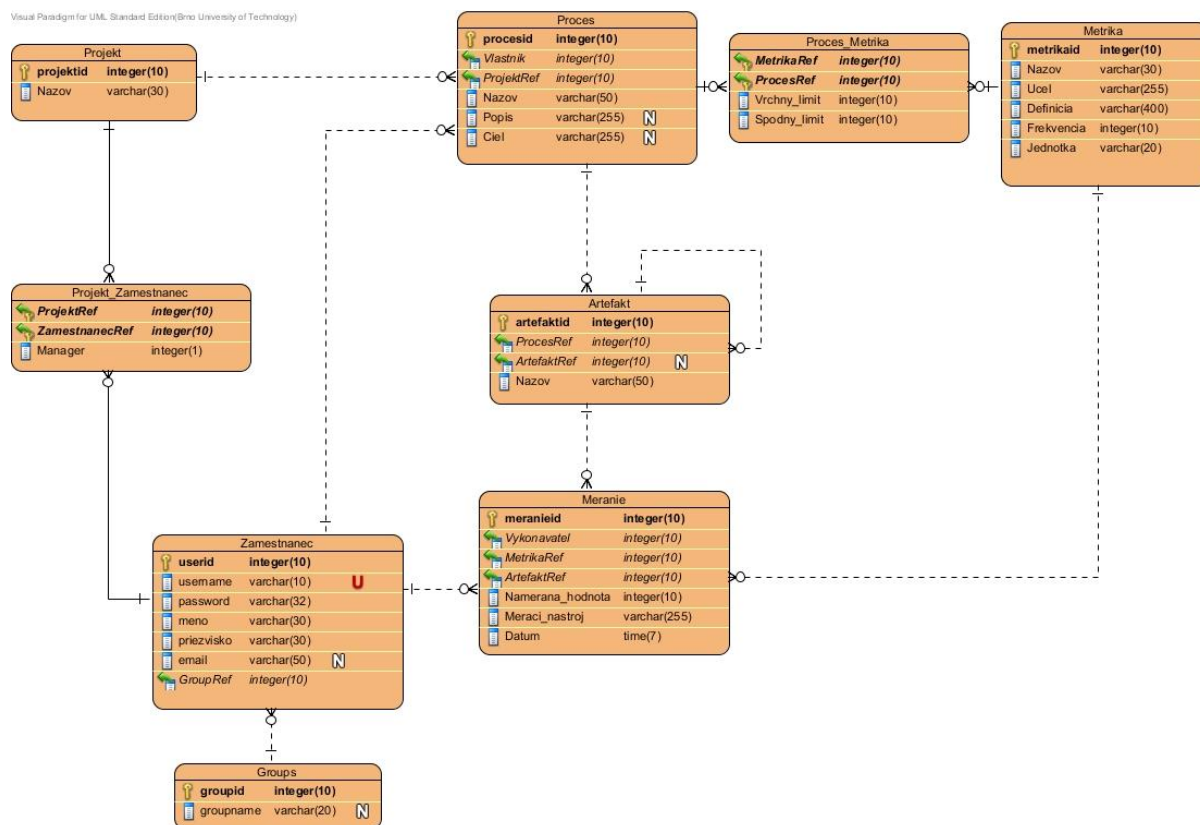 Visual Paradigm for UML Standard Edition(Brno University of Technology)
Projekt
projektid integer(10)
Nazov varchar(30)
Proces
procesid integer(10)
Vlastnik integer(10)
ProjektRef integer(10)
Nazov varchar(50)
Popis varchar(255) N
Ciel varchar(255) N
Proces_Metrika
MetrikaRef integer(10)
ProcesRef integer(10)
Vrchny_limit integer(10)
Spodny_limit integer(10)
Metrika
metrikaid integer(10)
Nazov varchar(30)
Ucel varchar(255)
Definicia varchar(400)
Frekvencia integer(10)
Jednotka varchar(20)
Projekt_Zamestnanec
ProjektRef integer(10)
ZamestnanecRef integer(10)
Manager integer(1)
Artefakt
artefaktid integer(10)
ProcesRef integer(10)
ArtefaktRef integer(10) N
Nazov varchar(50)
Zamestnanec
userid integer(10)
username varchar(10) U
password varchar(32)
meno varchar(30)
priezvisko varchar(30)
email varchar(50) N
GroupRef integer(10)
Meranie
meranieid integer(10)
Vykonavatel integer(10)
MetrikaRef integer(10)
ArtefaktRef integer(10)
Namerana_hodnota integer(10)
Meraci_nastroj varchar(255)
Datum time(7)
Groups
groupid integer(10)
groupname varchar(20) N